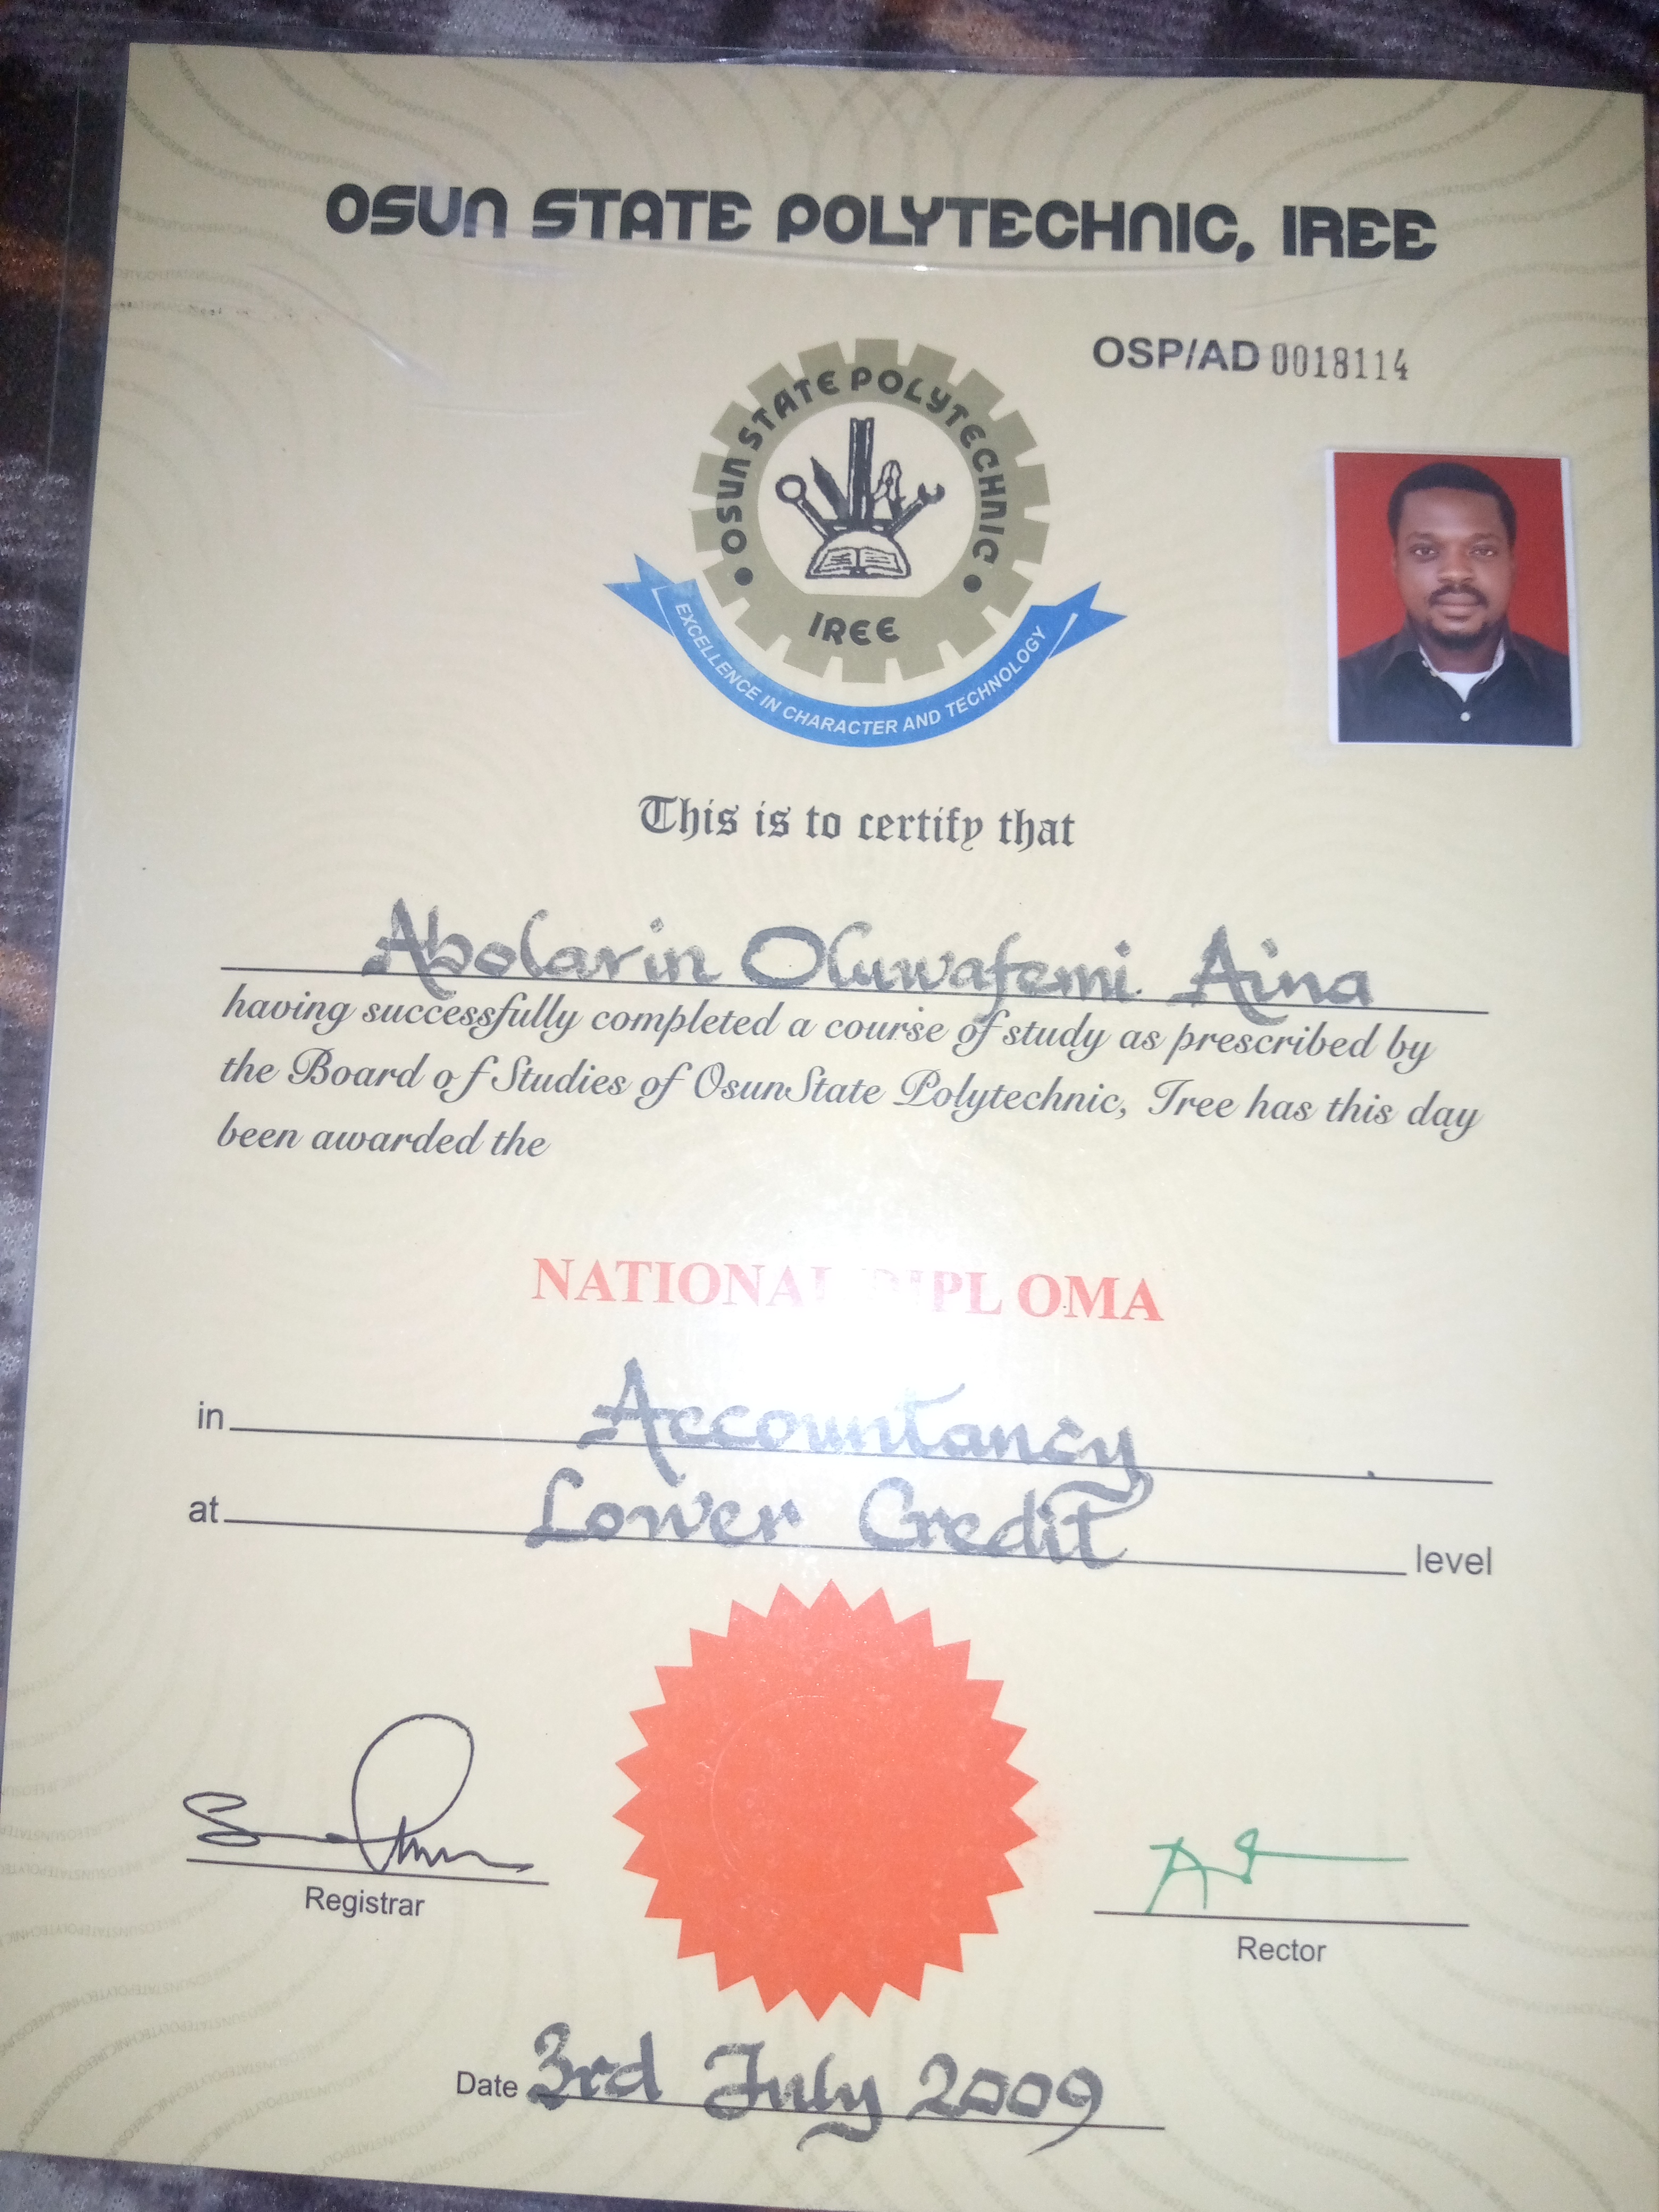 OSUN STATE POLYTECHNIC, IREE
OSP/AD 0018114
OSUN STATE POLYTECHNIC
IREE
EXCELLENCE IN CHARACTER AND TECHNOLOGY
This is to certify that
Abolarin Oluwafemi Aina
having successfully completed a course of study as prescribed by
the Board of Studies of OsunState Polytechnic, Iree has this day
been awarded the
NATIONAL DIPLOMA
in Accountancy
at Lower Credit level
Registrar
Rector
Date 3rd July 2009